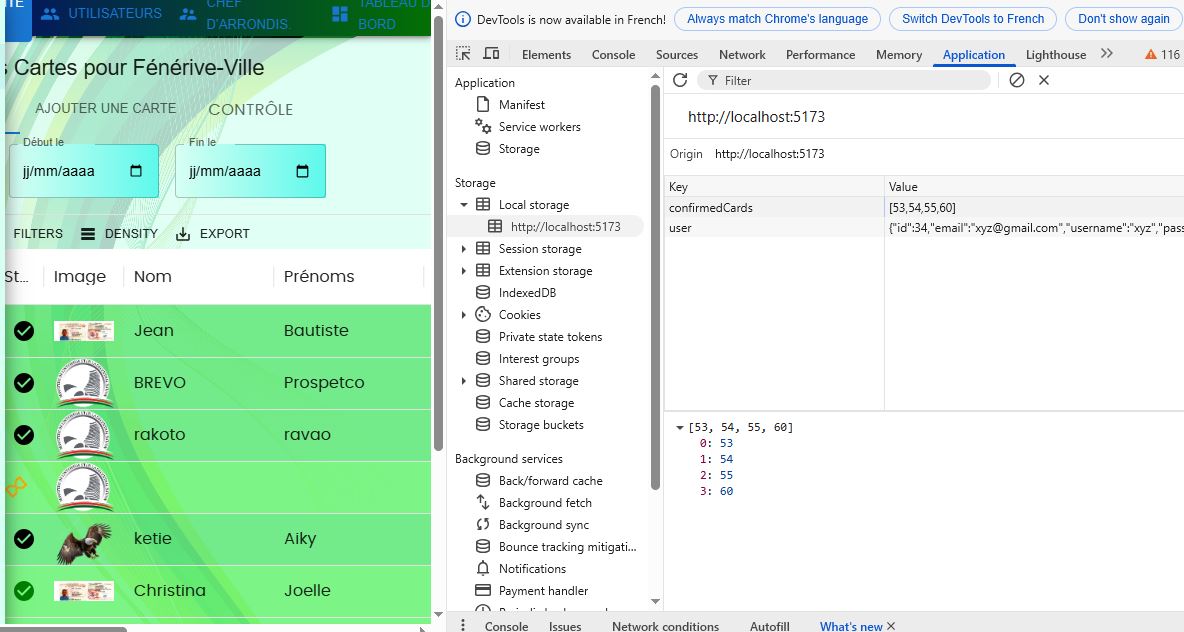 UTILISATEURS
CHEF
D'ARRONDIS.
TABLEAU D
BORD
s Cartes pour Fénérive-Ville
AJOUTER UNE CARTE
CONTRÔLE
Début le
jj/mm/aaaa
Fin le
jj/mm/aaaa
FILTERS
DENSITY
EXPORT
St...
Image
Nom
Prénoms
Jean
Bautiste
BREVO
Prospetco
rakoto
ravao
ketie
Aiky
Christina
Joelle
DevTools is now available in French!
Always match Chrome's language
Switch DevTools to French
Don't show again
Elements
Console
Sources
Network
Performance
Memory
Application
Lighthouse
116
Application
Manifest
Service workers
Storage
Storage
Local storage
http://localhost:5173
Session storage
Extension storage
IndexedDB
Cookies
Private state tokens
Interest groups
Shared storage
Cache storage
Storage buckets
Background services
Back/forward cache
Background fetch
Background sync
Bounce tracking mitigati...
Notifications
Payment handler
Filter
http://localhost:5173
Origin http://localhost:5173
Key
Value
confirmedCards
[53,54,55,60]
user
{"id":34,"email":"xyz@gmail.com","username":"xyz","pass
[53, 54, 55, 60]
0: 53
1: 54
2: 55
3: 60
Console
Issues
Network conditions
Autofill
What's new